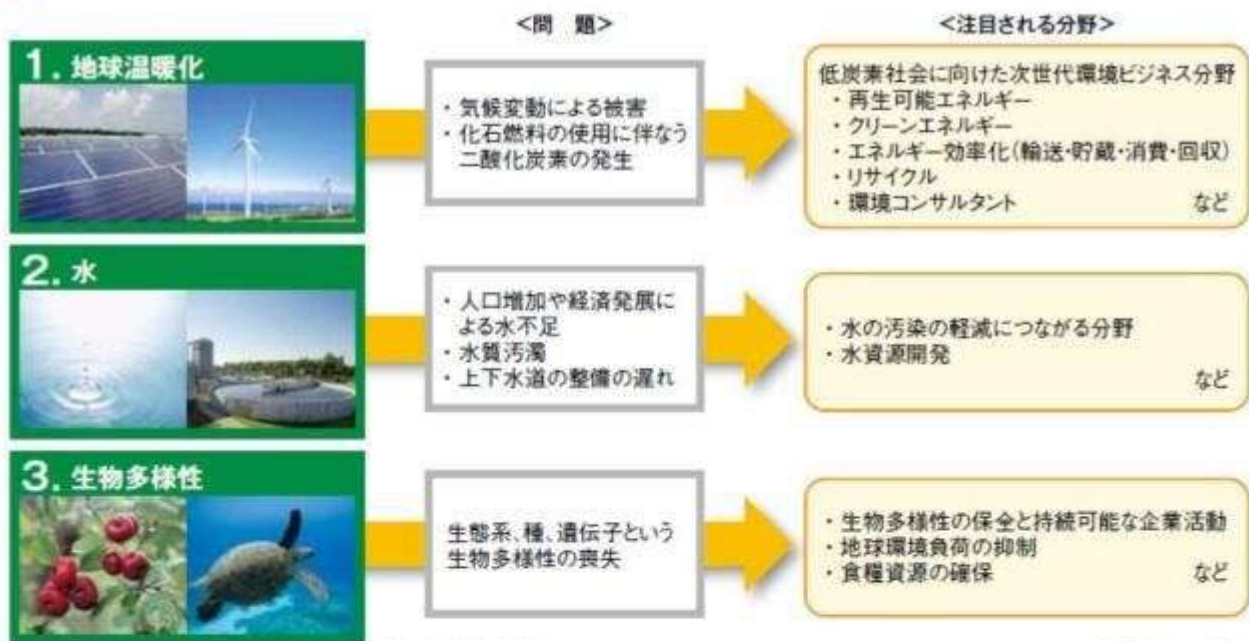 <問 題>
<注目される分野>
1. 地球温暖化
・気候変動による被害
・化石燃料の使用に伴なう
二酸化炭素の発生
低炭素社会に向けた次世代環境ビジネス分野
・再生可能エネルギー
・クリーンエネルギー
・エネルギー効率化(輸送・貯蔵・消費・回収)
・リサイクル
・環境コンサルタント など
2. 水
・人口増加や経済発展に
よる水不足
・水質汚濁
・上下水道の整備の遅れ
・水の汚染の軽減につながる分野
・水資源開発
など
3. 生物多様性
生態系、種、遺伝子という
生物多様性の喪失
・生物多様性の保全と持続可能な企業活動
・地球環境負荷の抑制
・食糧資源の確保 など